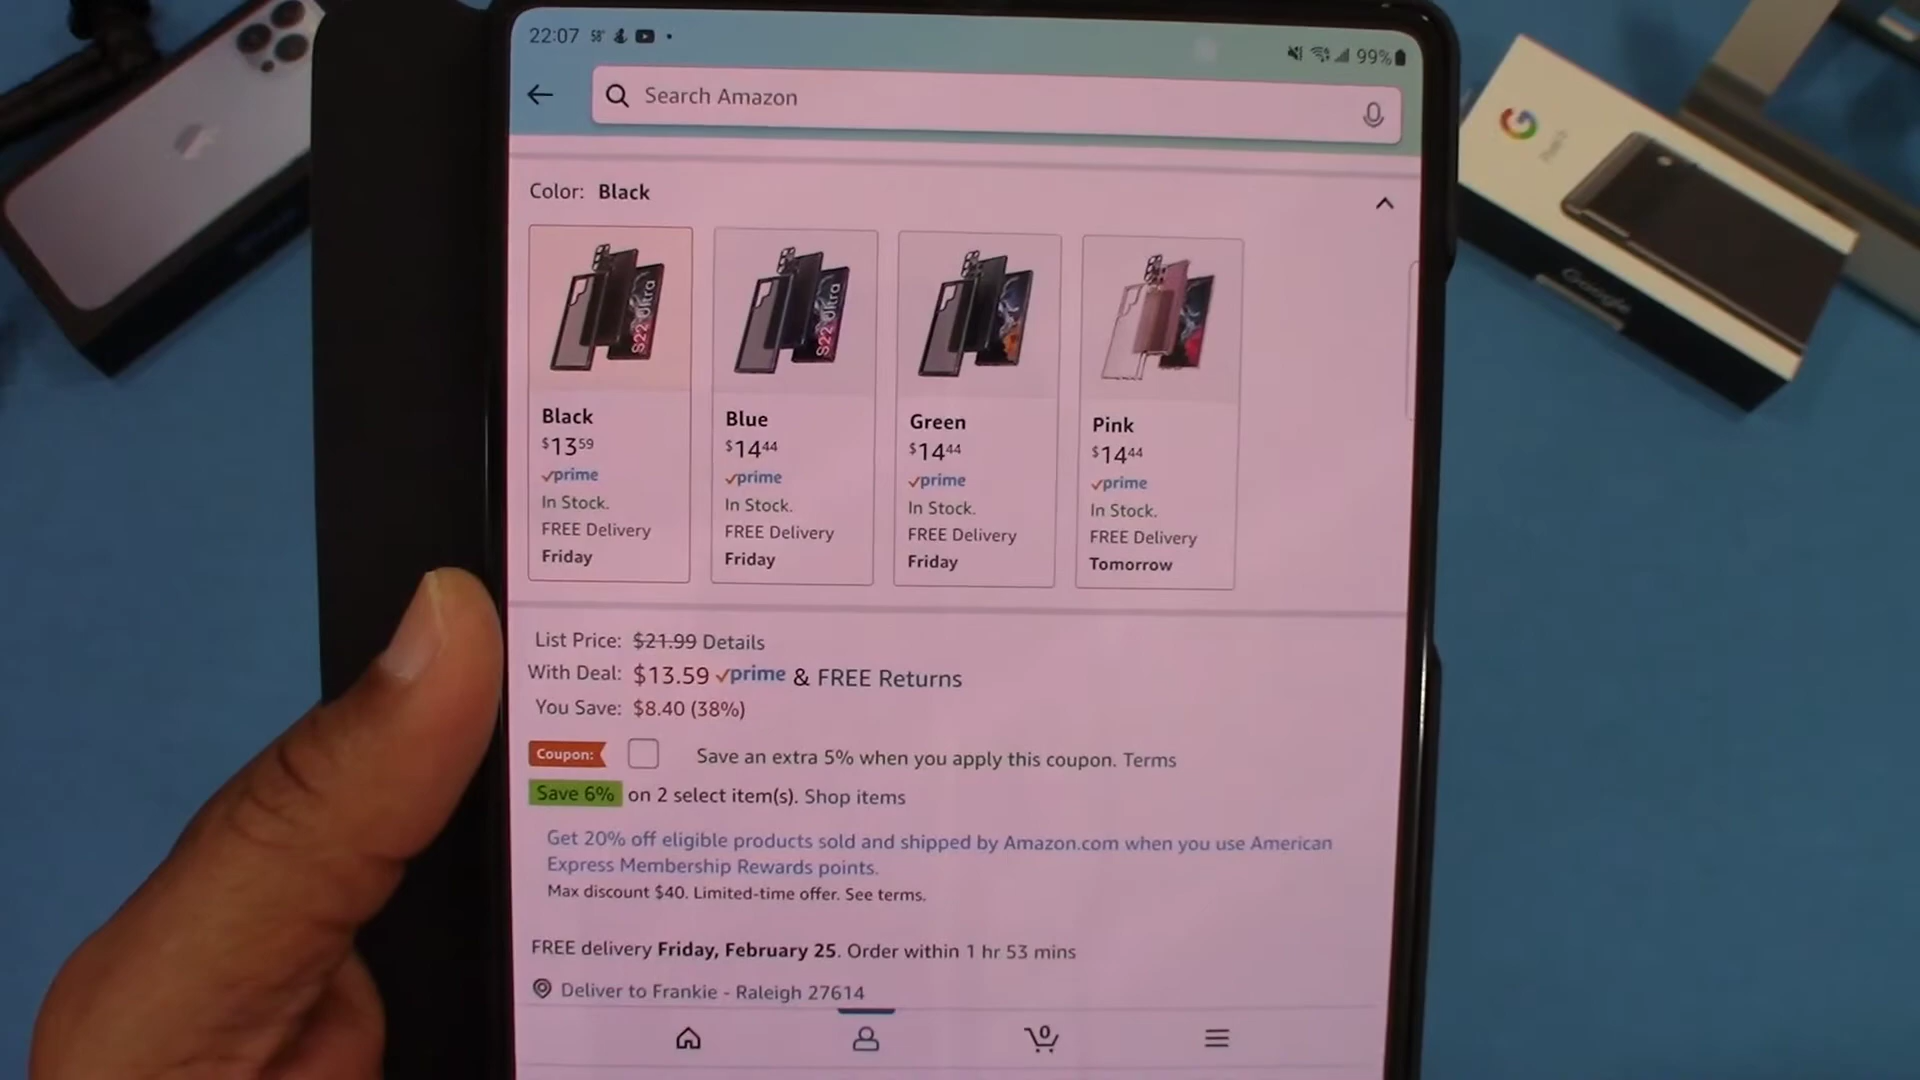 22:07 58° 99%
Search Amazon
Color: Black
S22 Ultra
S22 Ultra
Black
$13 59
prime
In Stock.
FREE Delivery
Friday
Blue
$14 44
prime
In Stock.
FREE Delivery
Friday
Green
$14 44
prime
In Stock.
FREE Delivery
Friday
Pink
$14 44
prime
In Stock.
FREE Delivery
Tomorrow
List Price: $21.99 Details
With Deal: $13.59 prime & FREE Returns
You Save: $8.40 (38%)
Coupon: Save an extra 5% when you apply this coupon. Terms
Save 6% on 2 select item(s). Shop items
Get 20% off eligible products sold and shipped by Amazon.com when you use American
Express Membership Rewards points.
Max discount $40. Limited-time offer. See terms.
FREE delivery Friday, February 25. Order within 1 hr 53 mins
Deliver to Frankie - Raleigh 27614
0
G
Google